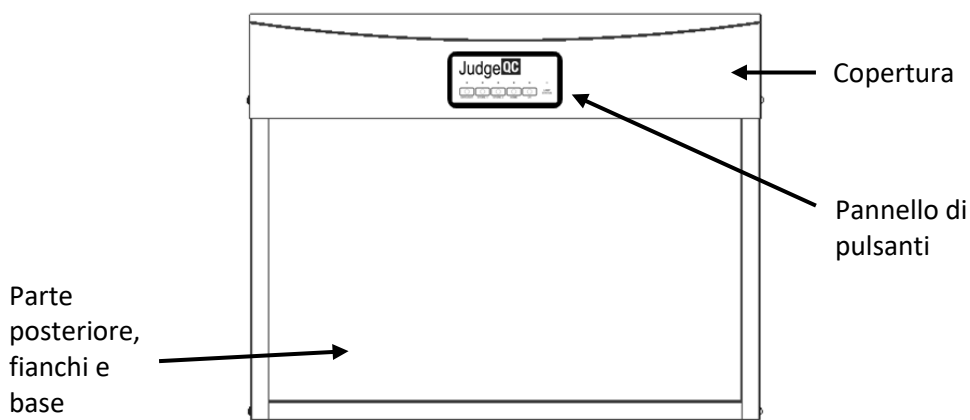 JudgeQC
Copertura
Pannello di
pulsanti
Parte
posteriore,
fianchi e
base